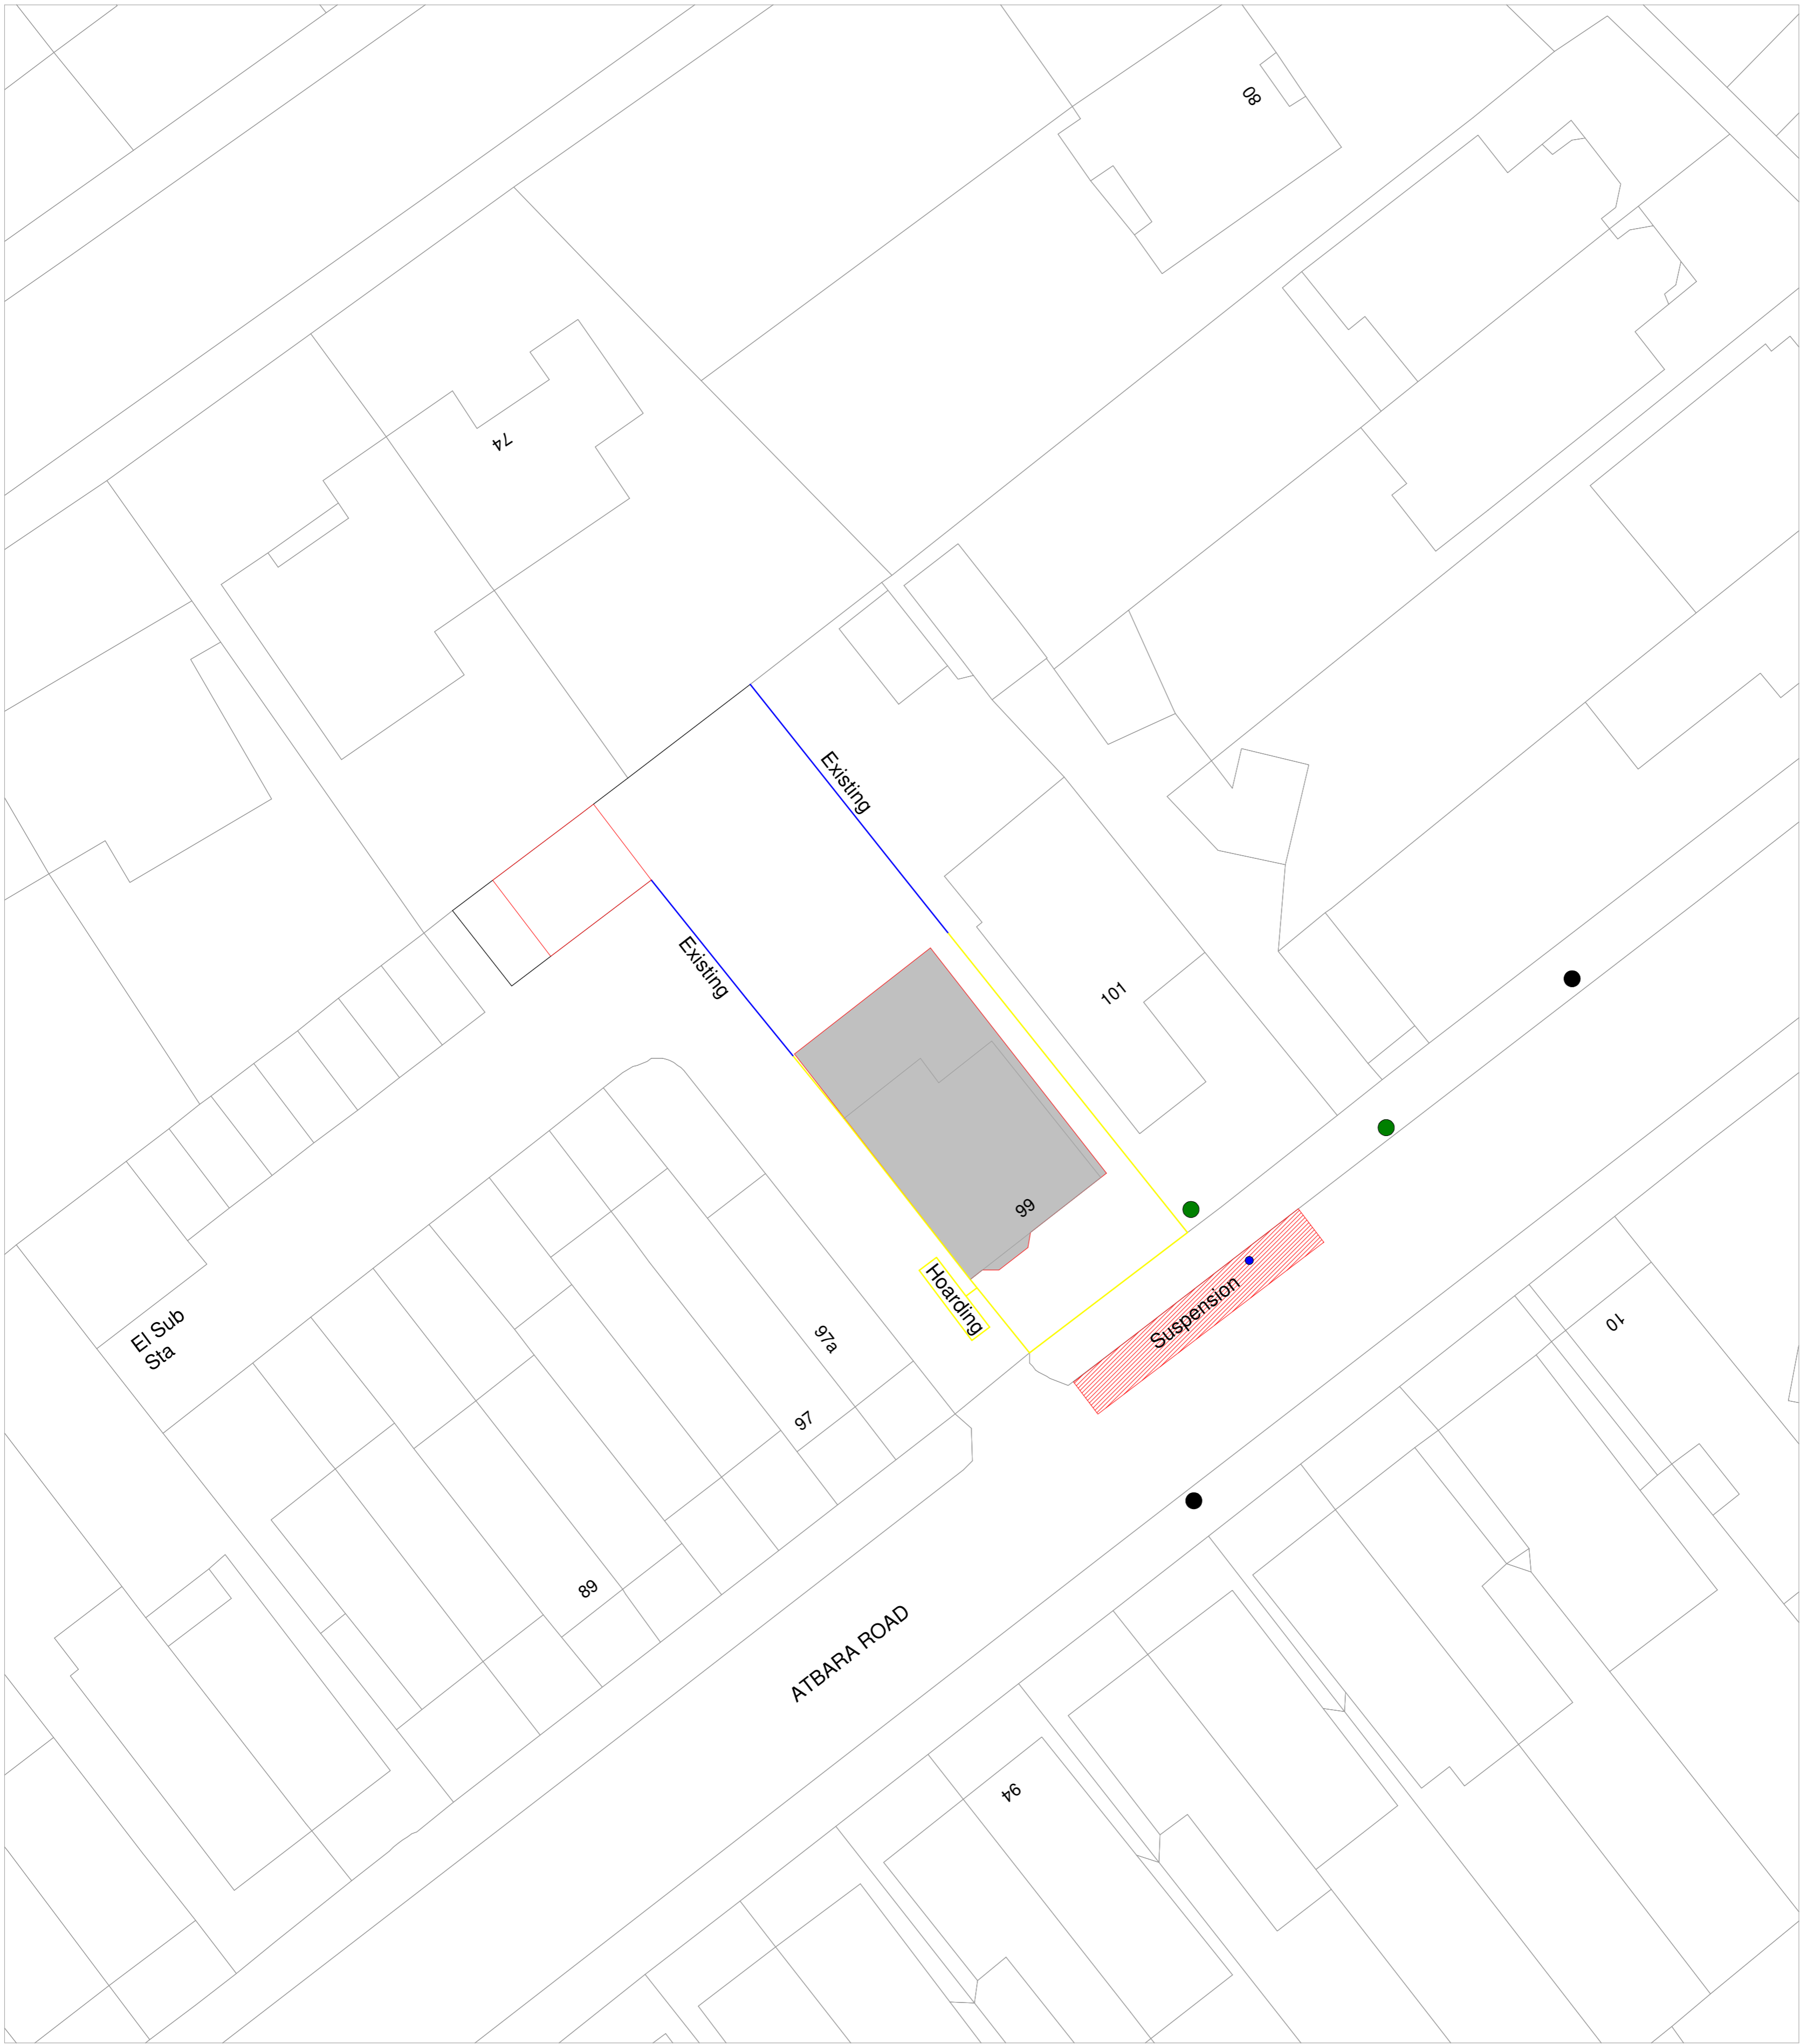 80
74
Existing
Existing
101
99
Hoarding
Suspension
El Sub
Sta
97a
10
97
89
ATBARA ROAD
94